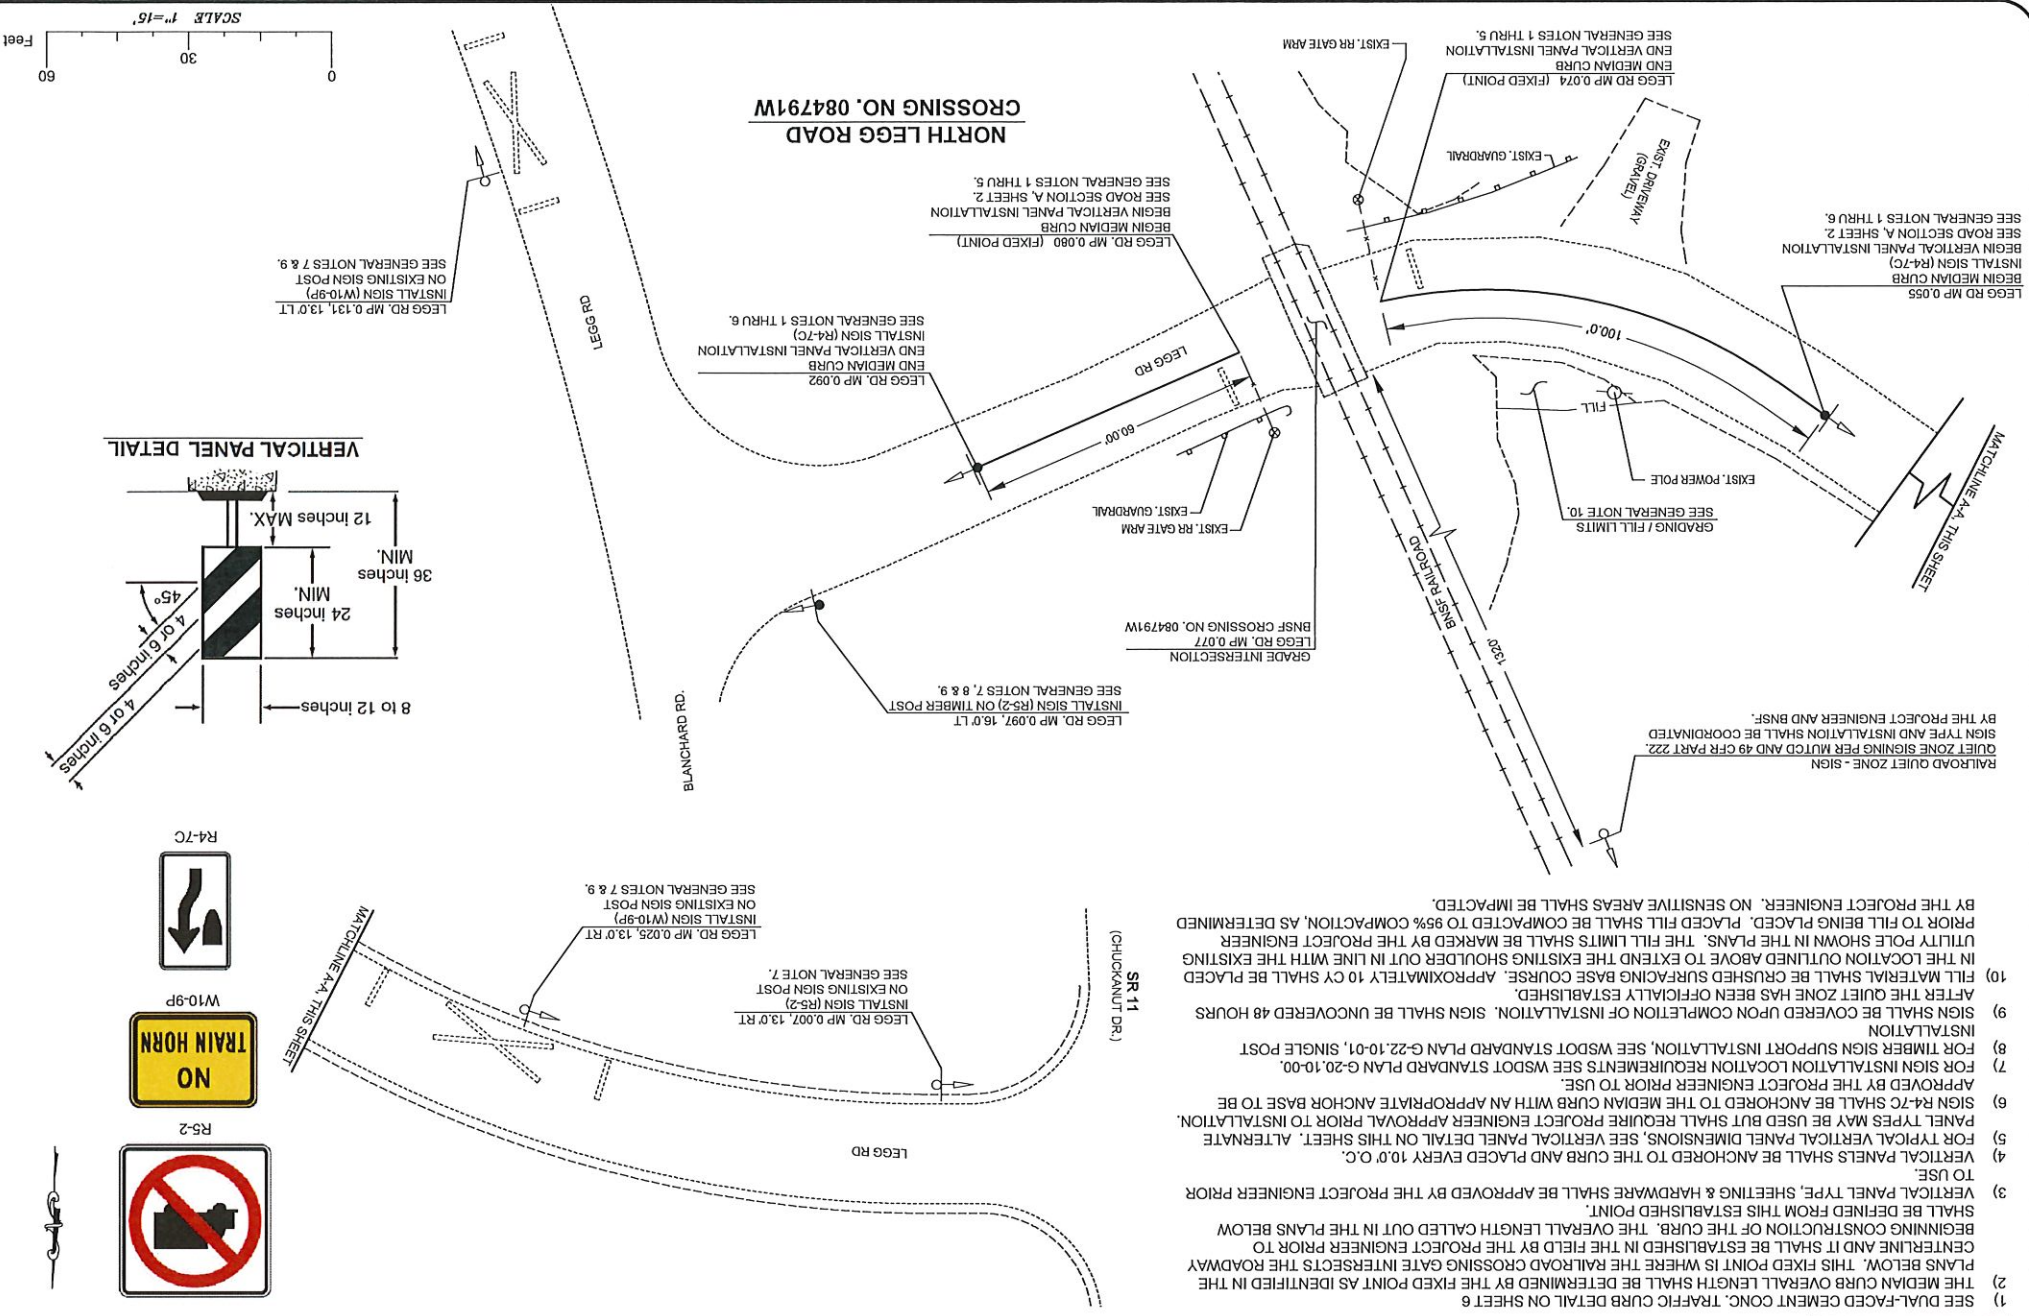 1) SEE DUAL-FACED CEMENT CONC. TRAFFIC CURB DETAIL ON SHEET 6
2) THE MEDIAN CURB OVERALL LENGTH SHALL BE DETERMINED BY THE FIXED POINT AS IDENTIFIED IN THE
PLANS BELOW. THIS FIXED POINT IS WHERE THE RAILROAD CROSSING GATE INTERSECTS THE ROADWAY
CENTERLINE AND IT SHALL BE ESTABLISHED IN THE FIELD BY THE PROJECT ENGINEER PRIOR TO
BEGINNING CONSTRUCTION OF THE CURB. THE OVERALL LENGTH CALLED OUT IN THE PLANS BELOW
SHALL BE DEFINED FROM THIS ESTABLISHED POINT.
3) VERTICAL PANEL TYPE, SHEETING & HARDWARE SHALL BE APPROVED BY THE PROJECT ENGINEER PRIOR
TO USE.
4) VERTICAL PANELS SHALL BE ANCHORED TO THE CURB AND PLACED EVERY 10.0' O.C.
5) FOR TYPICAL VERTICAL PANEL DIMENSIONS, SEE VERTICAL PANEL DETAIL ON THIS SHEET. ALTERNATE
PANEL TYPES MAY BE USED BUT SHALL REQUIRE PROJECT ENGINEER APPROVAL PRIOR TO INSTALLATION.
6) SIGN R4-7C SHALL BE ANCHORED TO THE MEDIAN CURB WITH AN APPROPRIATE ANCHOR BASE TO BE
APPROVED BY THE PROJECT ENGINEER PRIOR TO USE.
7) FOR SIGN INSTALLATION LOCATION REQUIREMENTS SEE WSDOT STANDARD PLAN G-20.10-00.
8) FOR TIMBER SIGN SUPPORT INSTALLATION, SEE WSDOT STANDARD PLAN G-22.10-01, SINGLE POST
INSTALLATION
9) SIGN SHALL BE COVERED UPON COMPLETION OF INSTALLATION. SIGN SHALL BE UNCOVERED 48 HOURS
AFTER THE QUIET ZONE HAS BEEN OFFICIALLY ESTABLISHED.
10) FILL MATERIAL SHALL BE CRUSHED SURFACING BASE COURSE. APPROXIMATELY 10 CY SHALL BE PLACED
IN THE LOCATION OUTLINED ABOVE TO EXTEND THE EXISTING SHOULDER OUT IN LINE WITH THE EXISTING
UTILITY POLE SHOWN IN THE PLANS. THE FILL LIMITS SHALL BE MARKED BY THE PROJECT ENGINEER
PRIOR TO FILL BEING PLACED. PLACED FILL SHALL BE COMPACTED TO 95% COMPACTION, AS DETERMINED
BY THE PROJECT ENGINEER. NO SENSITIVE AREAS SHALL BE IMPACTED.
SR 11
(CHUCKANUT DR.)
LEGG RD
LEGG RD. MP 0.007, 13.0' RT
INSTALL SIGN (R5-2)
ON EXISTING SIGN POST
SEE GENERAL NOTE 7.
LEGG RD. MP 0.025, 13.0' RT
INSTALL SIGN (W10-9P)
ON EXISTING SIGN POST
SEE GENERAL NOTES 7 & 9.
MATCHLINE A-A, THIS SHEET
R5-2
NO
TRAIN HORN
W10-9P
R4-7C
RAILROAD QUIET ZONE - SIGN
QUIET ZONE SIGNING PER MUTCD AND 49 CFR PART 222.
SIGN TYPE AND INSTALLATION SHALL BE COORDINATED
BY THE PROJECT ENGINEER AND BNSF.
1320'
BNSF RAILROAD
GRADE INTERSECTION
LEGG RD. MP 0.077
BNSF CROSSING NO. 084791W
LEGG RD. MP 0.097, 16.0' LT
INSTALL SIGN (R5-2) ON TIMBER POST
SEE GENERAL NOTES 7, 8 & 9.
BLANCHARD RD.
8 to 12 inches
4 or 6 inches
4 or 6 inches
45°
24 inches
MIN.
36 inches
MIN.
12 inches MAX.
VERTICAL PANEL DETAIL
MATCHLINE A-A, THIS SHEET
GRADING / FILL LIMITS
SEE GENERAL NOTE 10.
EXIST. POWER POLE
FILL
EXIST. RR GATE ARM
EXIST. GUARDRAIL
60.00'
LEGG RD
100.0'
LEGG RD. MP 0.092
END MEDIAN CURB
END VERTICAL PANEL INSTALLATION
INSTALL SIGN (R4-7C)
SEE GENERAL NOTES 1 THRU 6.
LEGG RD
LEGG RD. MP 0.131, 13.0' LT
INSTALL SIGN (W10-9P)
ON EXISTING SIGN POST
SEE GENERAL NOTES 7 & 9.
LEGG RD MP 0.055
BEGIN MEDIAN CURB
INSTALL SIGN (R4-7C)
BEGIN VERTICAL PANEL INSTALLATION
SEE ROAD SECTION A, SHEET 2.
SEE GENERAL NOTES 1 THRU 6.
LEGG RD. MP 0.080 (FIXED POINT)
BEGIN MEDIAN CURB
BEGIN VERTICAL PANEL INSTALLATION
SEE ROAD SECTION A, SHEET 2.
SEE GENERAL NOTES 1 THRU 5.
EXIST. DRIVEWAY
(GRAVEL)
EXIST. GUARDRAIL
NORTH LEGG ROAD
CROSSING NO. 084791W
LEGG RD MP 0.074 (FIXED POINT)
END MEDIAN CURB
END VERTICAL PANEL INSTALLATION
SEE GENERAL NOTES 1 THRU 5.
EXIST. RR GATE ARM
0 30 60
Feet
SCALE 1"=15'